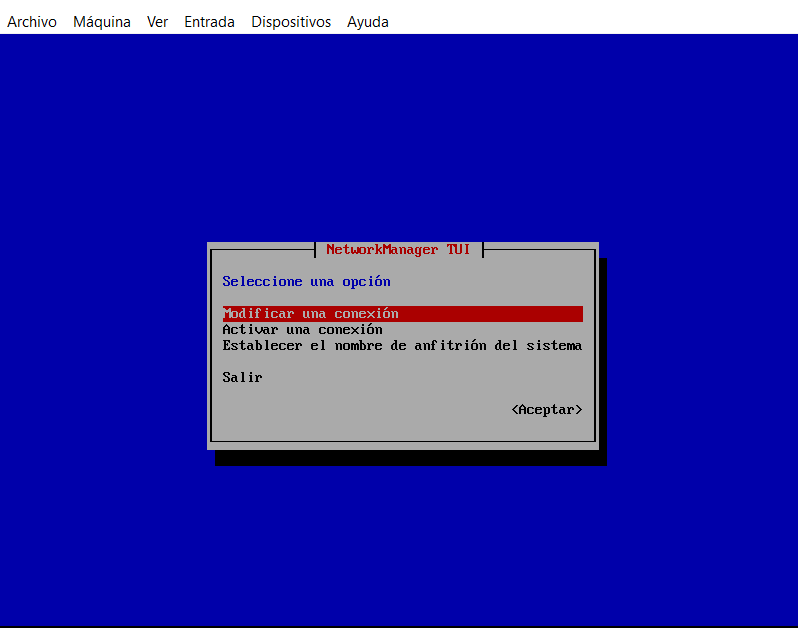 Archivo Máquina Ver Entrada Dispositivos Ayuda
NetworkManager TUI
Seleccione una opción
Modificar una conexión
Activar una conexión
Establecer el nombre de anfitrión del sistema
Salir
<Aceptar>